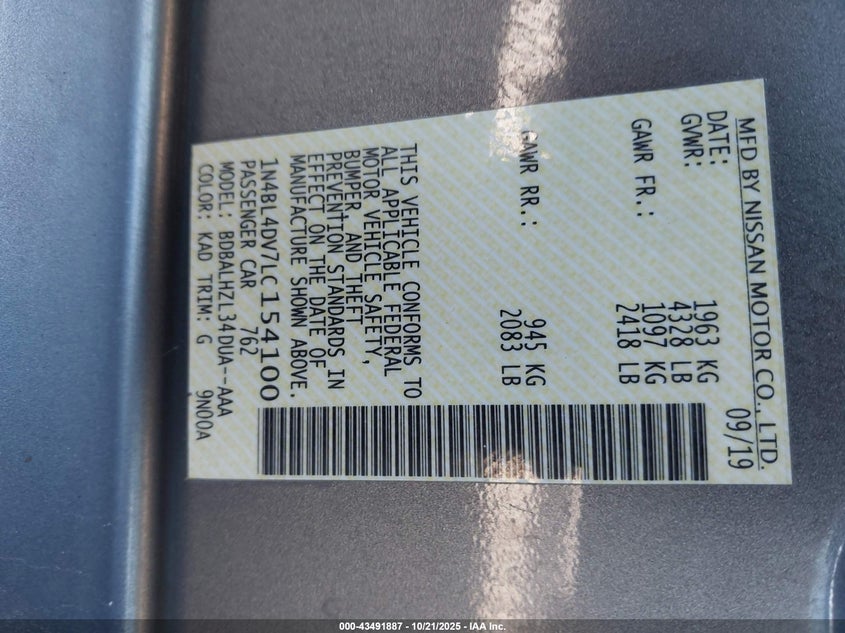 MFD BY NISSAN MOTOR CO., LTD.
DATE: 09/19
GVWR: 1963 KG
4328 LB
GAWR FR.: 1097 KG
2418 LB
GAWR RR.: 945 KG
2083 LB
THIS VEHICLE CONFORMS TO
ALL APPLICABLE FEDERAL
MOTOR VEHICLE SAFETY,
BUMPER, AND THEFT
PREVENTION STANDARDS IN
EFFECT ON THE DATE OF
MANUFACTURE SHOWN ABOVE.
1N4BL4DV7LC154100
PASSENGER CAR 762
MODEL: BDBALHZL34DUA--AAA
COLOR: KAD TRIM: G 9N00A
000-43491887 - 10/21/2025 - IAA Inc.